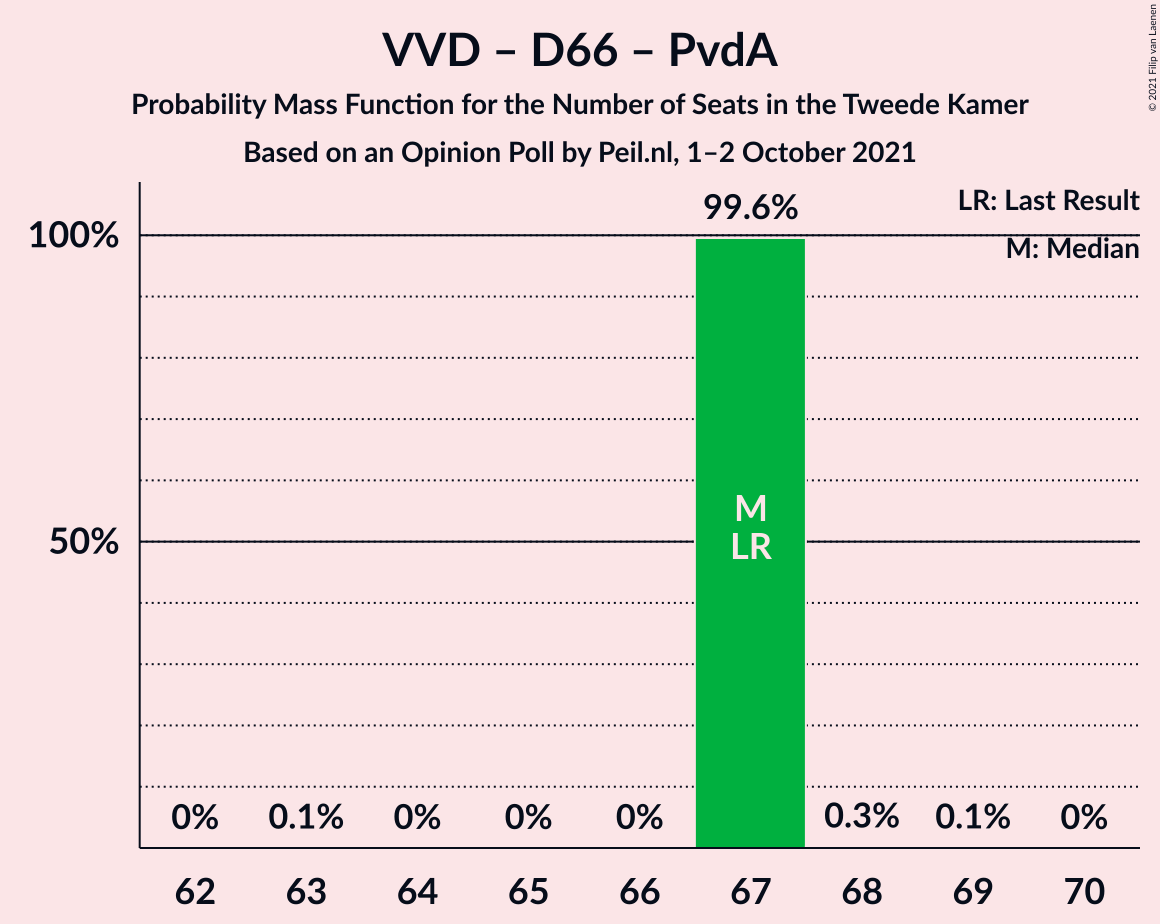 VVD – D66 – PvdA
Probability Mass Function for the Number of Seats in the Tweede Kamer
Based on an Opinion Poll by Peil.nl, 1–2 October 2021
© 2021 Filip van Laenen
LR: Last Result
M: Median
100%
50%
99.6%
M
LR
0% 0.1% 0% 0% 0% 0.3% 0.1% 0%
62 63 64 65 66 67 68 69 70